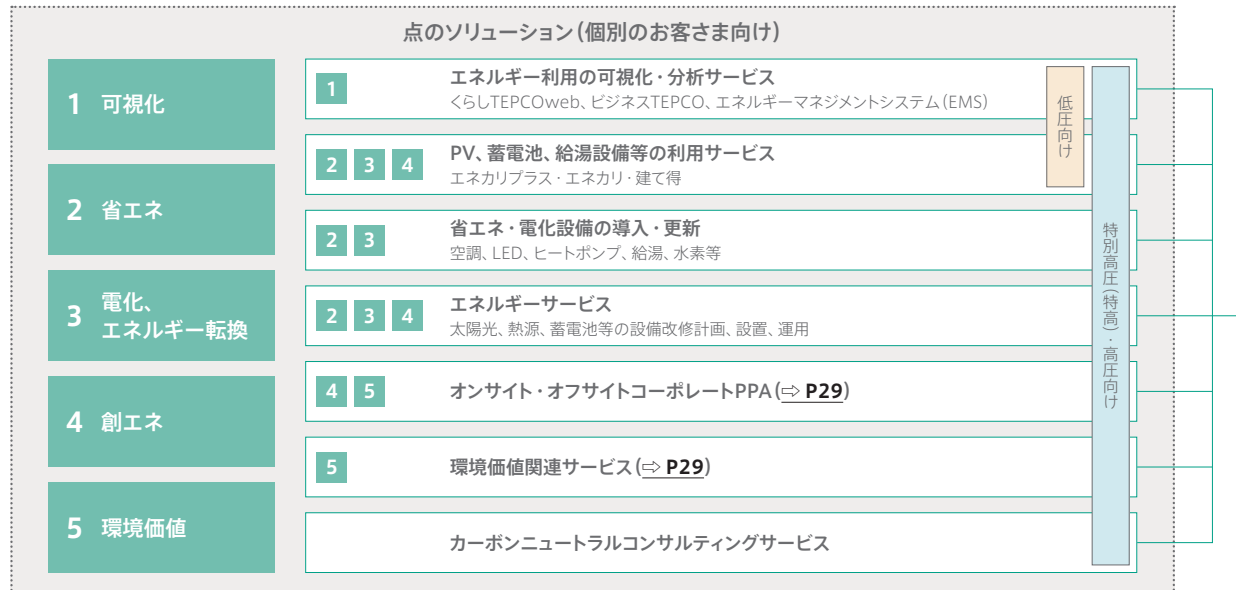 点のソリューション（個別のお客さま向け）
1 可視化
2 省エネ
3 電化、
エネルギー転換
4 創エネ
5 環境価値
1
エネルギー利用の可視化・分析サービス
くらしTEPCOweb、ビジネスTEPCO、エネルギーマネジメントシステム（EMS）
2 3 4
PV、蓄電池、給湯設備等の利用サービス
エネカリプラス・エネカリ・建て得
2 3
省エネ・電化設備の導入・更新
空調、LED、ヒートポンプ、給湯、水素等
2 3 4
エネルギーサービス
太陽光、熱源、蓄電池等の設備改修計画、設置、運用
4 5
オンサイト・オフサイトコーポレートPPA（⇨ P29）
5
環境価値関連サービス（⇨ P29）
カーボンニュートラルコンサルティングサービス
低圧向け
特別高圧（特高）・高圧向け